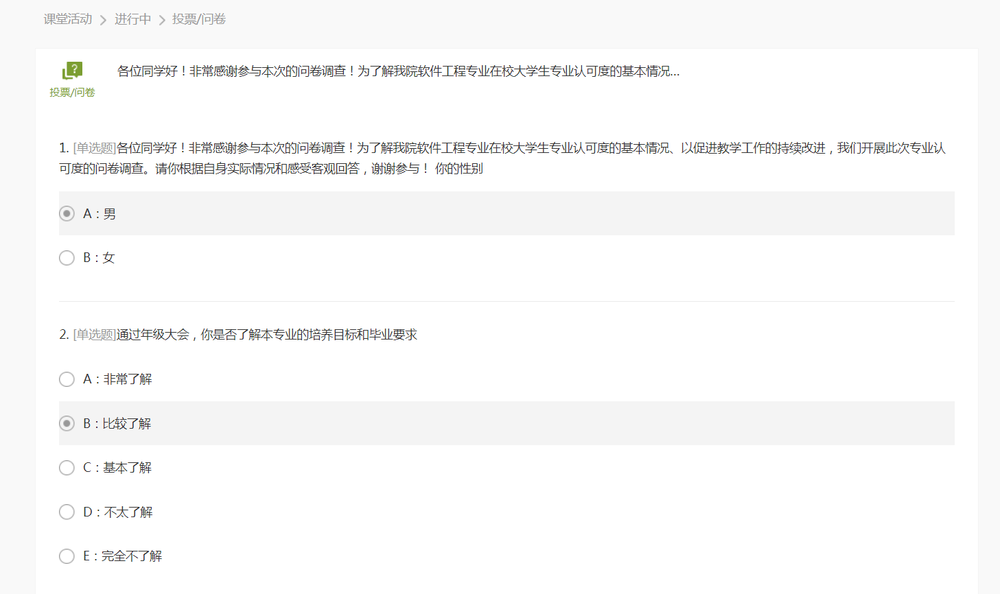 课堂活动 > 进行中 > 投票/问卷
投票/问卷
各位同学好！非常感谢参与本次的问卷调查！为了解我院软件工程专业在校大学生专业认可度的基本情况...
1. [单选题]各位同学好！非常感谢参与本次的问卷调查！为了解我院软件工程专业在校大学生专业认可度的基本情况、以促进教学工作的持续改进，我们开展此次专业认
可度的问卷调查。请你根据自身实际情况和感受客观回答，谢谢参与！ 你的性别
A：男
B：女
2. [单选题]通过年级大会，你是否了解本专业的培养目标和毕业要求
A：非常了解
B：比较了解
C：基本了解
D：不太了解
E：完全不了解